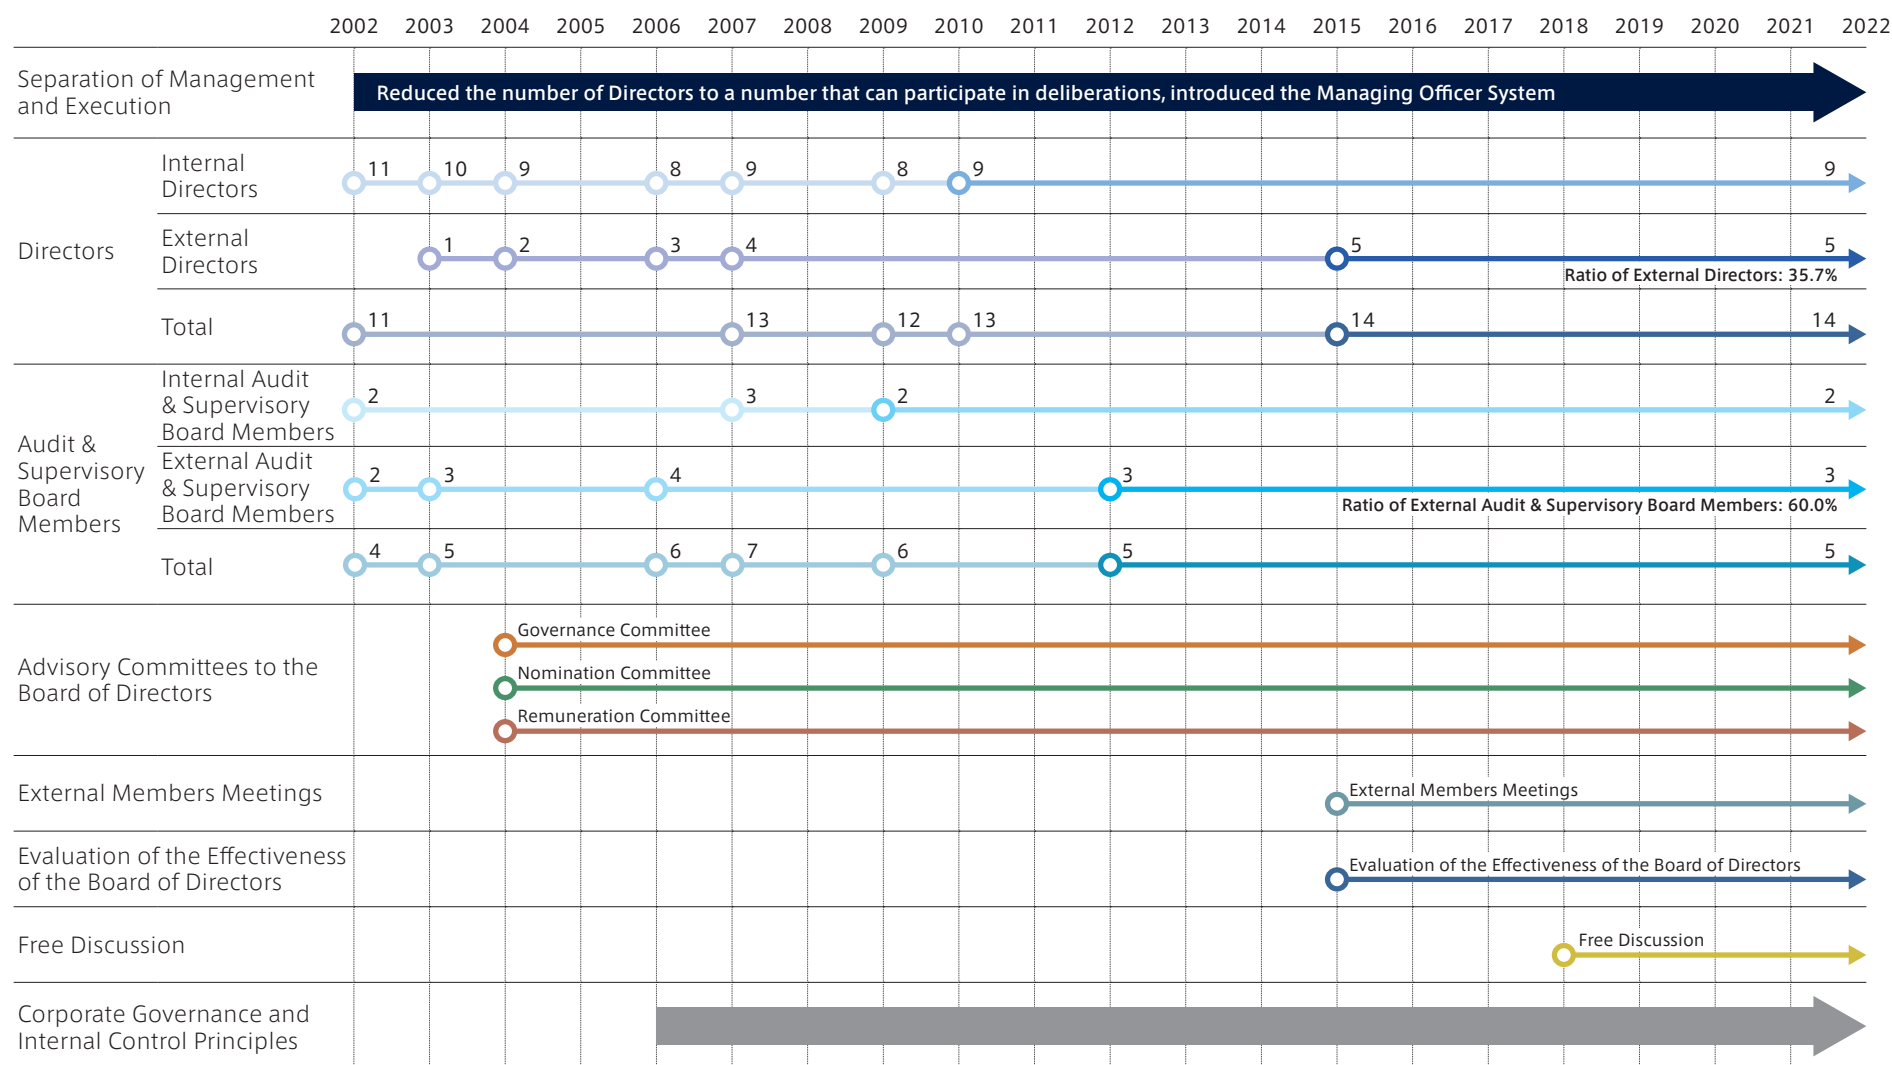 2002 2003 2004 2005 2006 2007 2008 2009 2010 2011 2012 2013 2014 2015 2016 2017 2018 2019 2020 2021 2022
Separation of Management
and Execution
Reduced the number of Directors to a number that can participate in deliberations, introduced the Managing Officer System
Directors
Internal
Directors
11 10 9 8 9 8 9 9
External
Directors
1 2 3 4 5 5
Ratio of External Directors: 35.7%
Total
11 13 12 13 14 14
Audit &
Supervisory
Board
Members
Internal Audit
& Supervisory
Board Members
2 3 2 2
External Audit
& Supervisory
Board Members
2 3 4 3 3
Ratio of External Audit & Supervisory Board Members: 60.0%
Total
4 5 6 7 6 5 5
Advisory Committees to the
Board of Directors
Governance Committee
Nomination Committee
Remuneration Committee
External Members Meetings
External Members Meetings
Evaluation of the Effectiveness
of the Board of Directors
Evaluation of the Effectiveness of the Board of Directors
Free Discussion
Free Discussion
Corporate Governance and
Internal Control Principles